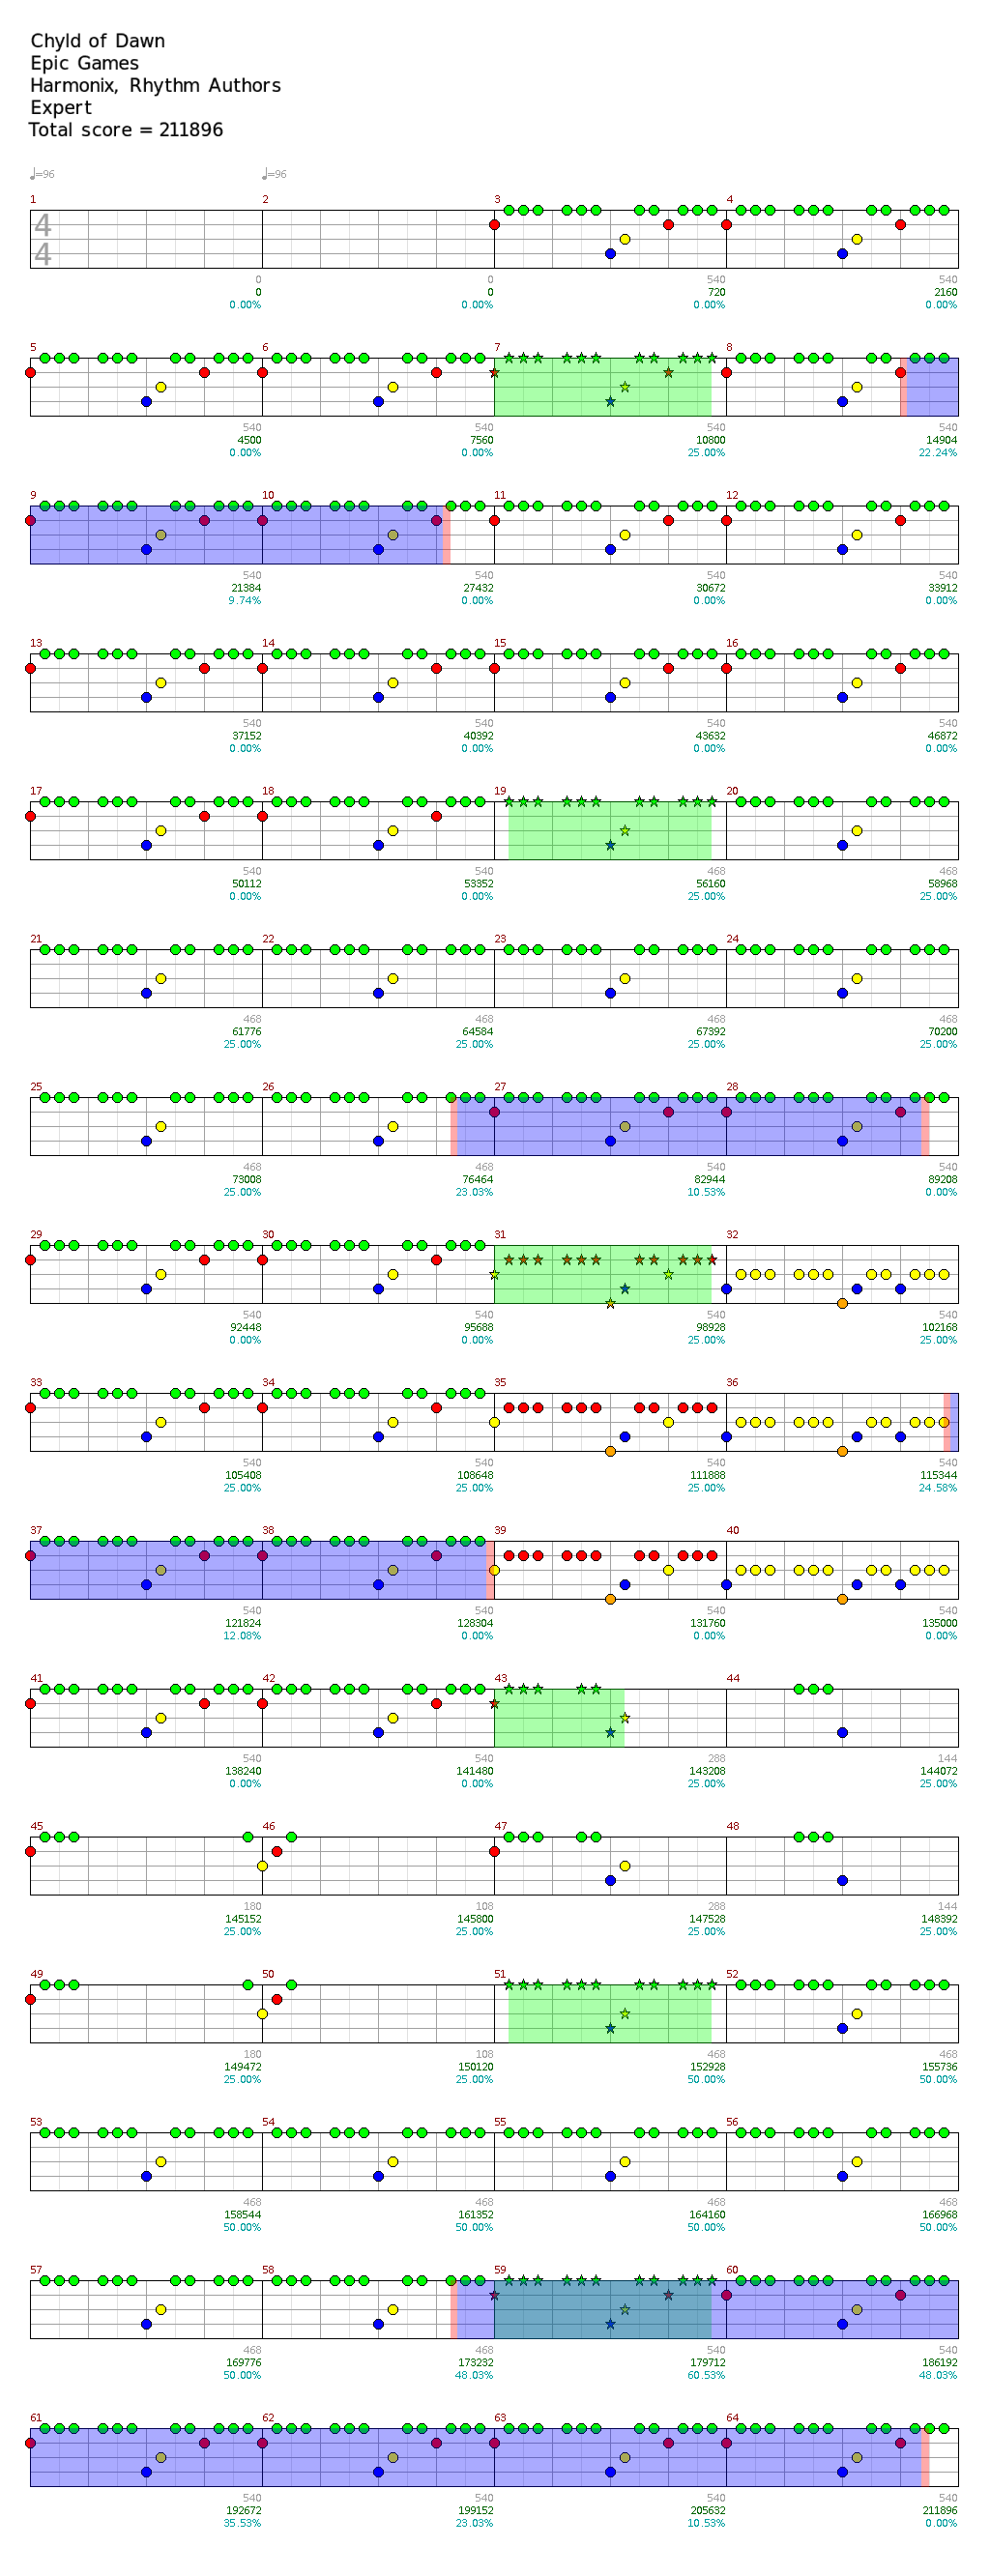 Chyld of Dawn
Epic Games
Harmonix, Rhythm Authors
Expert
Total score = 211896
♩=96 ♩=96
1 2 3 4
4
4
0 0 540 540
0 0 720 2160
0.00% 0.00% 0.00% 0.00%
5 6 7 8
540 540 540 540
4500 7560 10800 14904
0.00% 0.00% 25.00% 22.24%
9 10 11 12
540 540 540 540
21384 27432 30672 33912
9.74% 0.00% 0.00% 0.00%
13 14 15 16
540 540 540 540
37152 40392 43632 46872
0.00% 0.00% 0.00% 0.00%
17 18 19 20
540 540 468 468
50112 53352 56160 58968
0.00% 0.00% 25.00% 25.00%
21 22 23 24
468 468 468 468
61776 64584 67392 70200
25.00% 25.00% 25.00% 25.00%
25 26 27 28
468 468 540 540
73008 76464 82944 89208
25.00% 23.03% 10.53% 0.00%
29 30 31 32
540 540 540 540
92448 95688 98928 102168
0.00% 0.00% 25.00% 25.00%
33 34 35 36
540 540 540 540
105408 108648 111888 115344
25.00% 25.00% 25.00% 24.58%
37 38 39 40
540 540 540 540
121824 128304 131760 135000
12.08% 0.00% 0.00% 0.00%
41 42 43 44
540 540 288 144
138240 141480 143208 144072
0.00% 0.00% 25.00% 25.00%
45 46 47 48
180 108 288 144
145152 145800 147528 148392
25.00% 25.00% 25.00% 25.00%
49 50 51 52
180 108 468 468
149472 150120 152928 155736
25.00% 25.00% 50.00% 50.00%
53 54 55 56
468 468 468 468
158544 161352 164160 166968
50.00% 50.00% 50.00% 50.00%
57 58 59 60
468 468 540 540
169776 173232 179712 186192
50.00% 48.03% 60.53% 48.03%
61 62 63 64
540 540 540 540
192672 199152 205632 211896
35.53% 23.03% 10.53% 0.00%